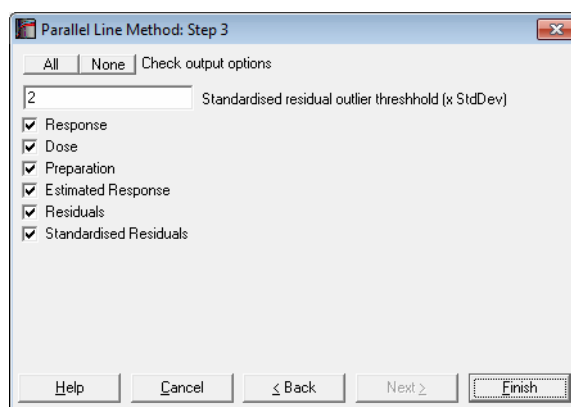 Parallel Line Method: Step 3
All None Check output options
2 Standardised residual outlier threshhold (x StdDev)
Response
Dose
Preparation
Estimated Response
Residuals
Standardised Residuals
Help Cancel < Back Next > Finish